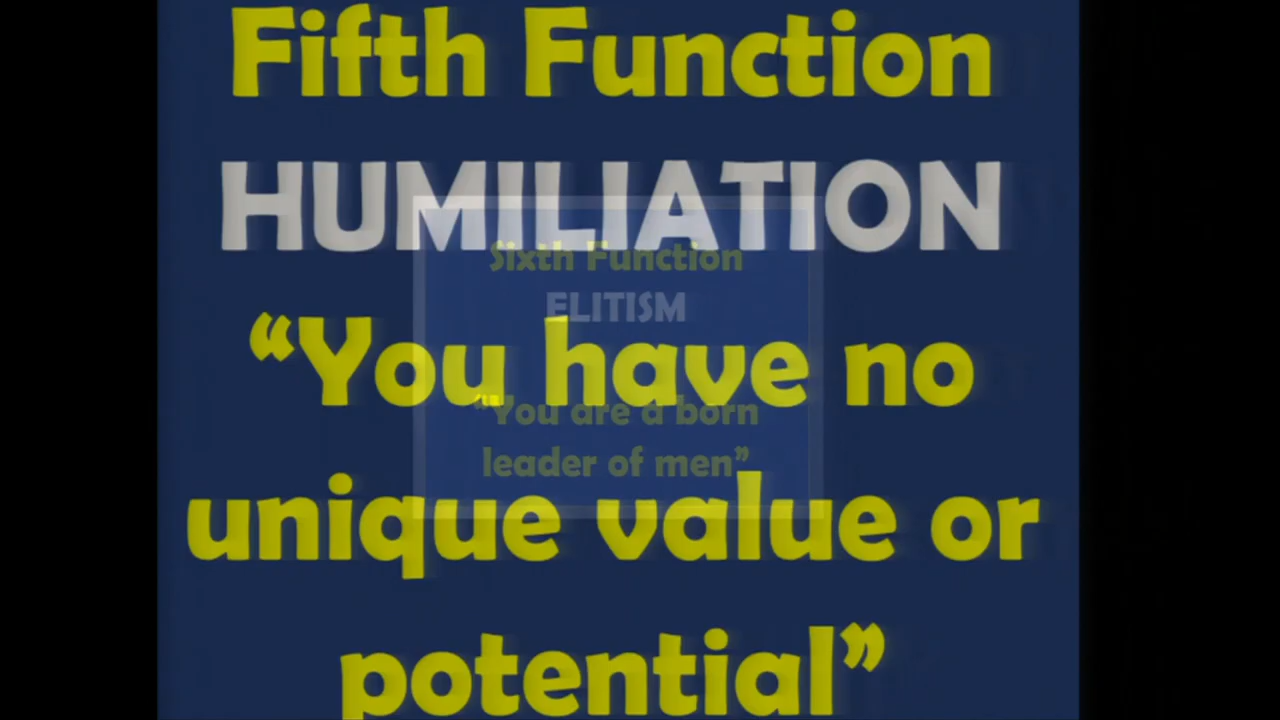 Fifth Function
HUMILIATION
“You have no
unique value or
potential”
Sixth Function
ELITISM
“You are a born
leader of men”